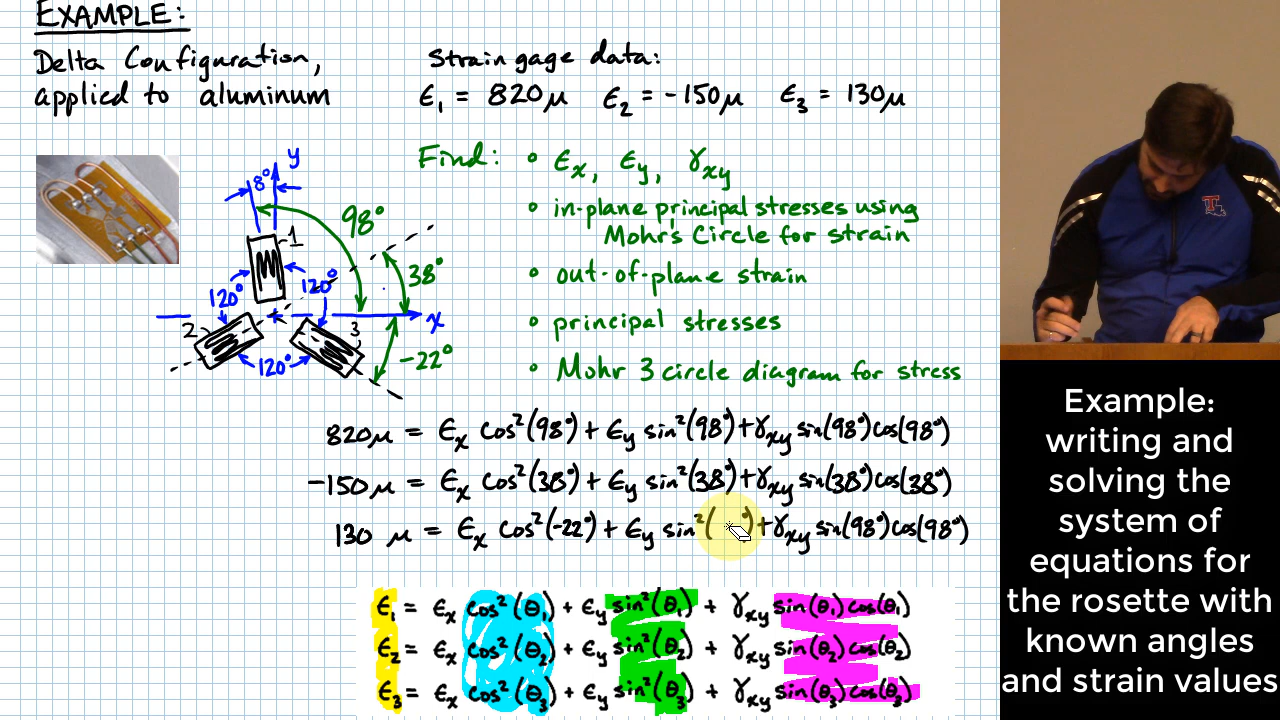 EXAMPLE:
Delta Configuration,
applied to aluminum
Strain gage data:
ϵ₁ = 820μ ϵ₂ = -150μ ϵ₃ = 130μ
Find: • ϵx, ϵy, γxy
• in-plane principal stresses using
Mohr's Circle for strain
• out-of-plane strain
• principal stresses
• Mohr 3 circle diagram for stress
y
8°
98°
1
38°
120° 120°
x
2
3
-22°
120°
820μ = ϵx cos²(98°) + ϵy sin²(98°) + γxy sin(98°)cos(98°)
-150μ = ϵx cos²(38°) + ϵy sin²(38°) + γxy sin(38°)cos(38°)
130 μ = ϵx cos²(-22°) + ϵy sin²( °) + γxy sin(98°)cos(98°)
ϵ₁ = ϵx cos²(θ₁) + ϵy sin²(θ₁) + γxy sin(θ₁)cos(θ₁)
ϵ₂ = ϵx cos²(θ₂) + ϵy sin²(θ₂) + γxy sin(θ₂)cos(θ₂)
ϵ₃ = ϵx cos²(θ₃) + ϵy sin²(θ₃) + γxy sin(θ₃)cos(θ₃)
Example:
writing and
solving the
system of
equations for
the rosette with
known angles
and strain values